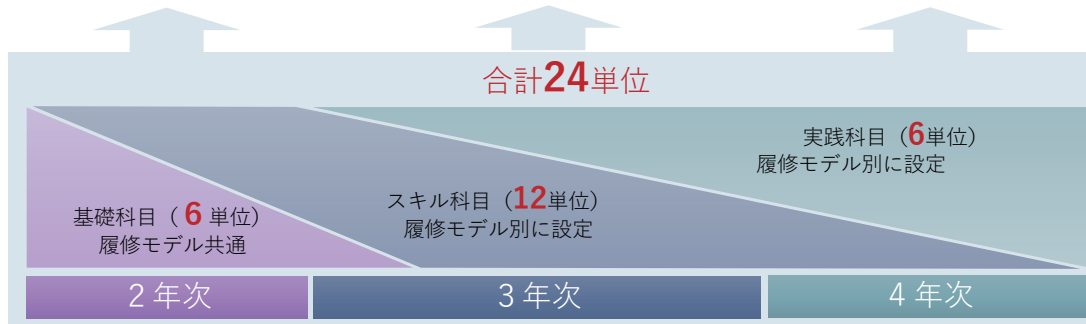 合計24単位
実践科目（6単位）
履修モデル別に設定
スキル科目（12単位）
履修モデル別に設定
基礎科目（ 6 単位）
履修モデル共通
2 年次
3 年次
4 年次